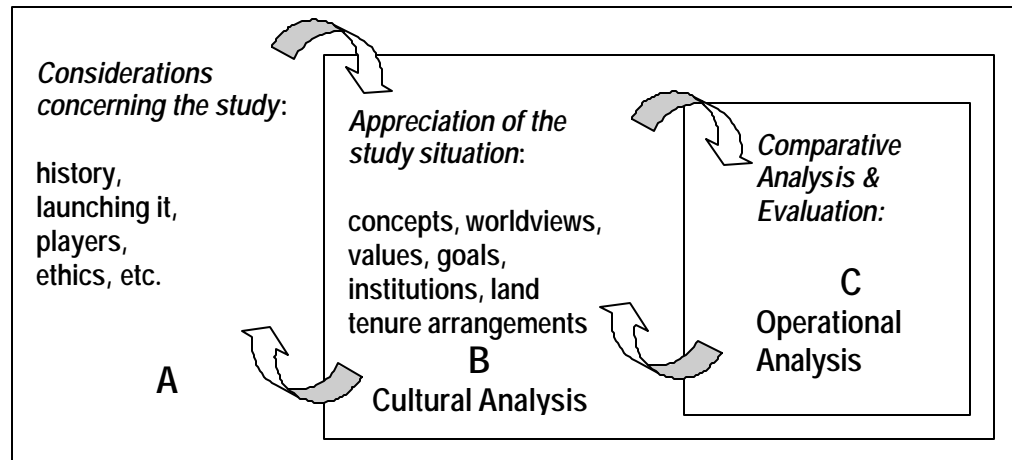 Considerations
concerning the study:
history,
launching it,
players,
ethics, etc.
A
Appreciation of the
study situation:
concepts, worldviews,
values, goals,
institutions, land
tenure arrangements
B
Cultural Analysis
Comparative
Analysis &
Evaluation:
C
Operational
Analysis